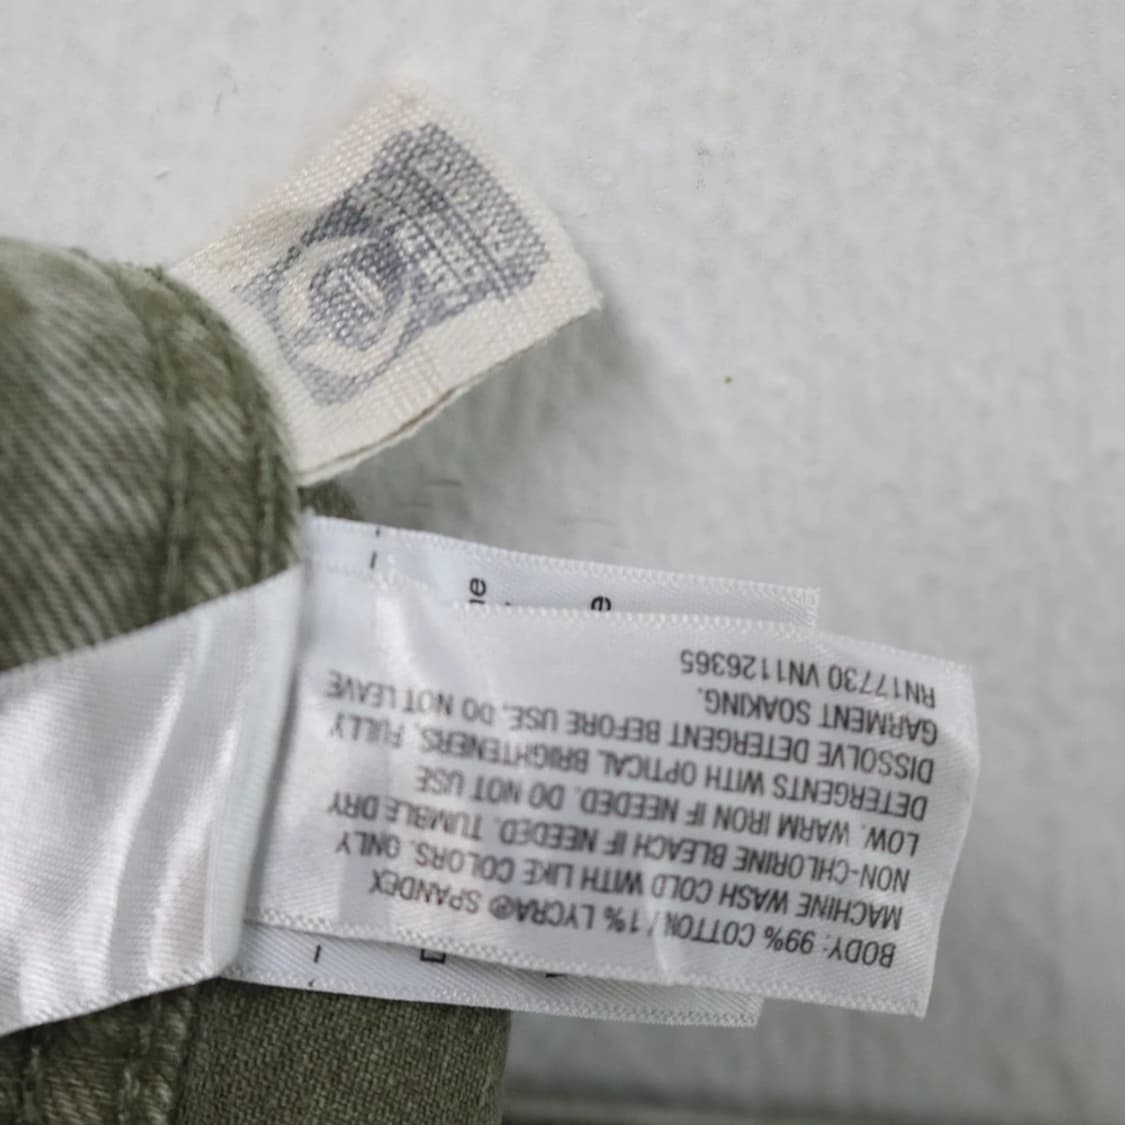 BODY: 99% COTTON / 1% LYCRA® SPANDEX
MACHINE WASH COLD WITH LIKE COLORS. ONLY
NON-CHLORINE BLEACH IF NEEDED. TUMBLE DRY
LOW. WARM IRON IF NEEDED. DO NOT USE
DETERGENTS WITH OPTICAL BRIGHTENERS. FULLY
DISSOLVE DETERGENT BEFORE USE. DO NOT LEAVE
GARMENT SOAKING.
RN17730 VN1126365